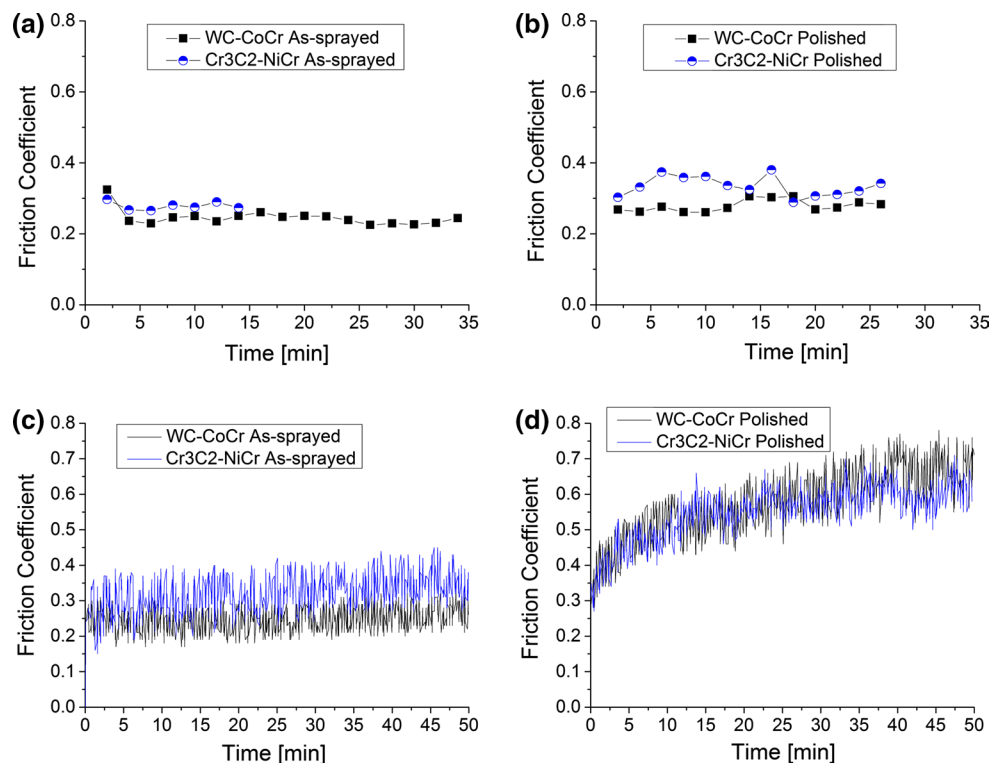 (a)
WC-CoCr As-sprayed
Cr3C2-NiCr As-sprayed
Friction Coefficient
0.8
0.6
0.4
0.2
0.0
0 5 10 15 20 25 30 35
Time [min]
(b)
WC-CoCr Polished
Cr3C2-NiCr Polished
Friction Coefficient
0.8
0.6
0.4
0.2
0.0
0 5 10 15 20 25 30 35
Time [min]
(c)
WC-CoCr As-sprayed
Cr3C2-NiCr As-sprayed
Friction Coefficient
0.8
0.7
0.6
0.5
0.4
0.3
0.2
0.1
0.0
0 5 10 15 20 25 30 35 40 45 50
Time [min]
(d)
WC-CoCr Polished
Cr3C2-NiCr Polished
Friction Coefficient
0.8
0.7
0.6
0.5
0.4
0.3
0.2
0.1
0.0
0 5 10 15 20 25 30 35 40 45 50
Time [min]